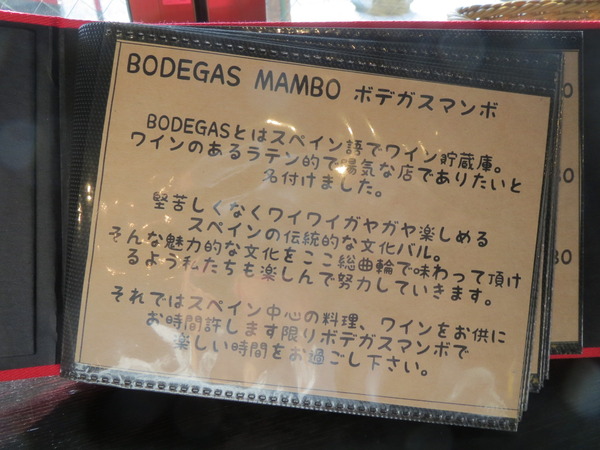 BODEGAS MAMBO ボデガスマンボ
BODEGASとはスペイン語でワイン貯蔵庫。
ワインのあるラテン的で陽気な店でありたいと
名付けました。
堅苦しくなくワイワイガヤガヤ楽しめる
スペインの伝統的な文化バル。
そんな魅力的な文化をここ総曲輪で味わって頂け
るよう私たちも楽しんで努力していきます。
それではスペイン中心の料理、ワインをお供に
お時間許します限りボデガスマンボで
楽しい時間をお過ごし下さい。